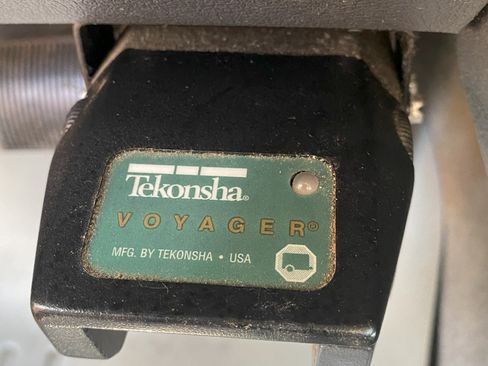 Tekonsha®
VOYAGER®
MFG. BY TEKONSHA • USA